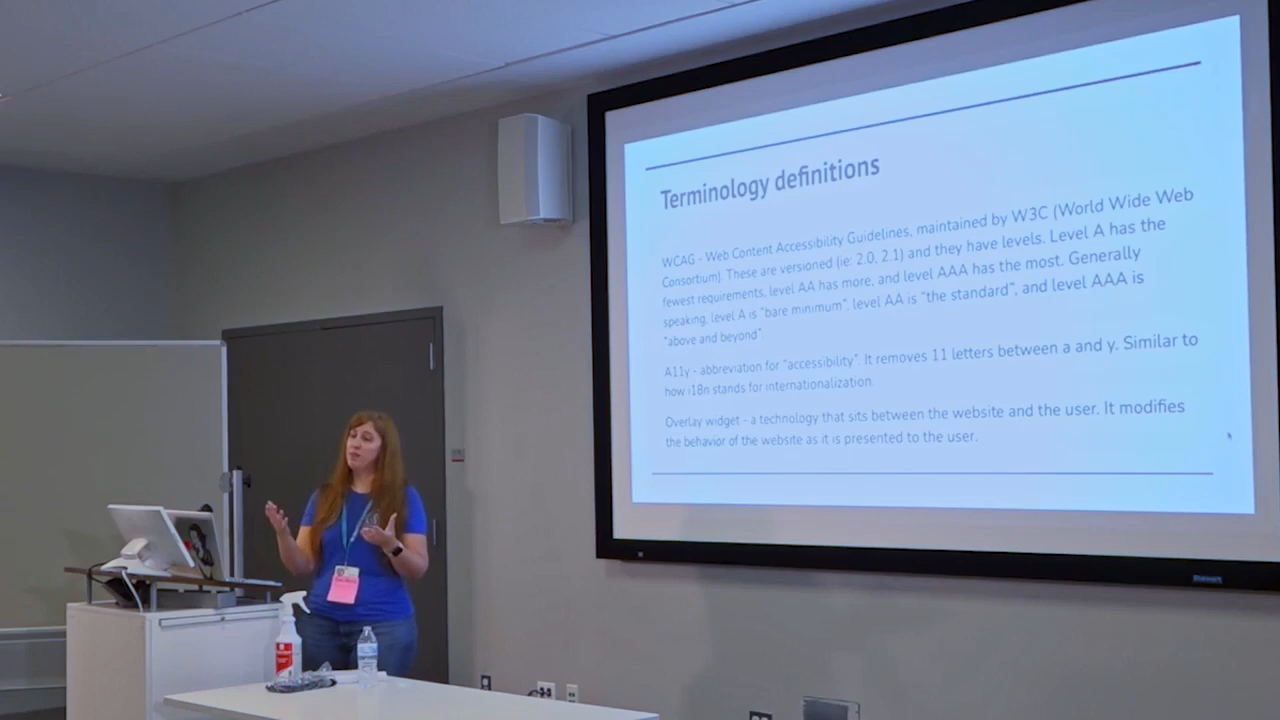 Terminology definitions
WCAG - Web Content Accessibility Guidelines, maintained by W3C (World Wide Web
Consortium). These are versioned (ie: 2.0, 2.1) and they have levels. Level A has the
fewest requirements, level AA has more, and level AAA has the most. Generally
speaking, level A is "bare minimum", level AA is "the standard", and level AAA is
"above and beyond"
A11y - abbreviation for "accessibility". It removes 11 letters between a and y. Similar to
how i18n stands for internationalization.
Overlay widget - a technology that sits between the website and the user. It modifies
the behavior of the website as it is presented to the user.
Stewart